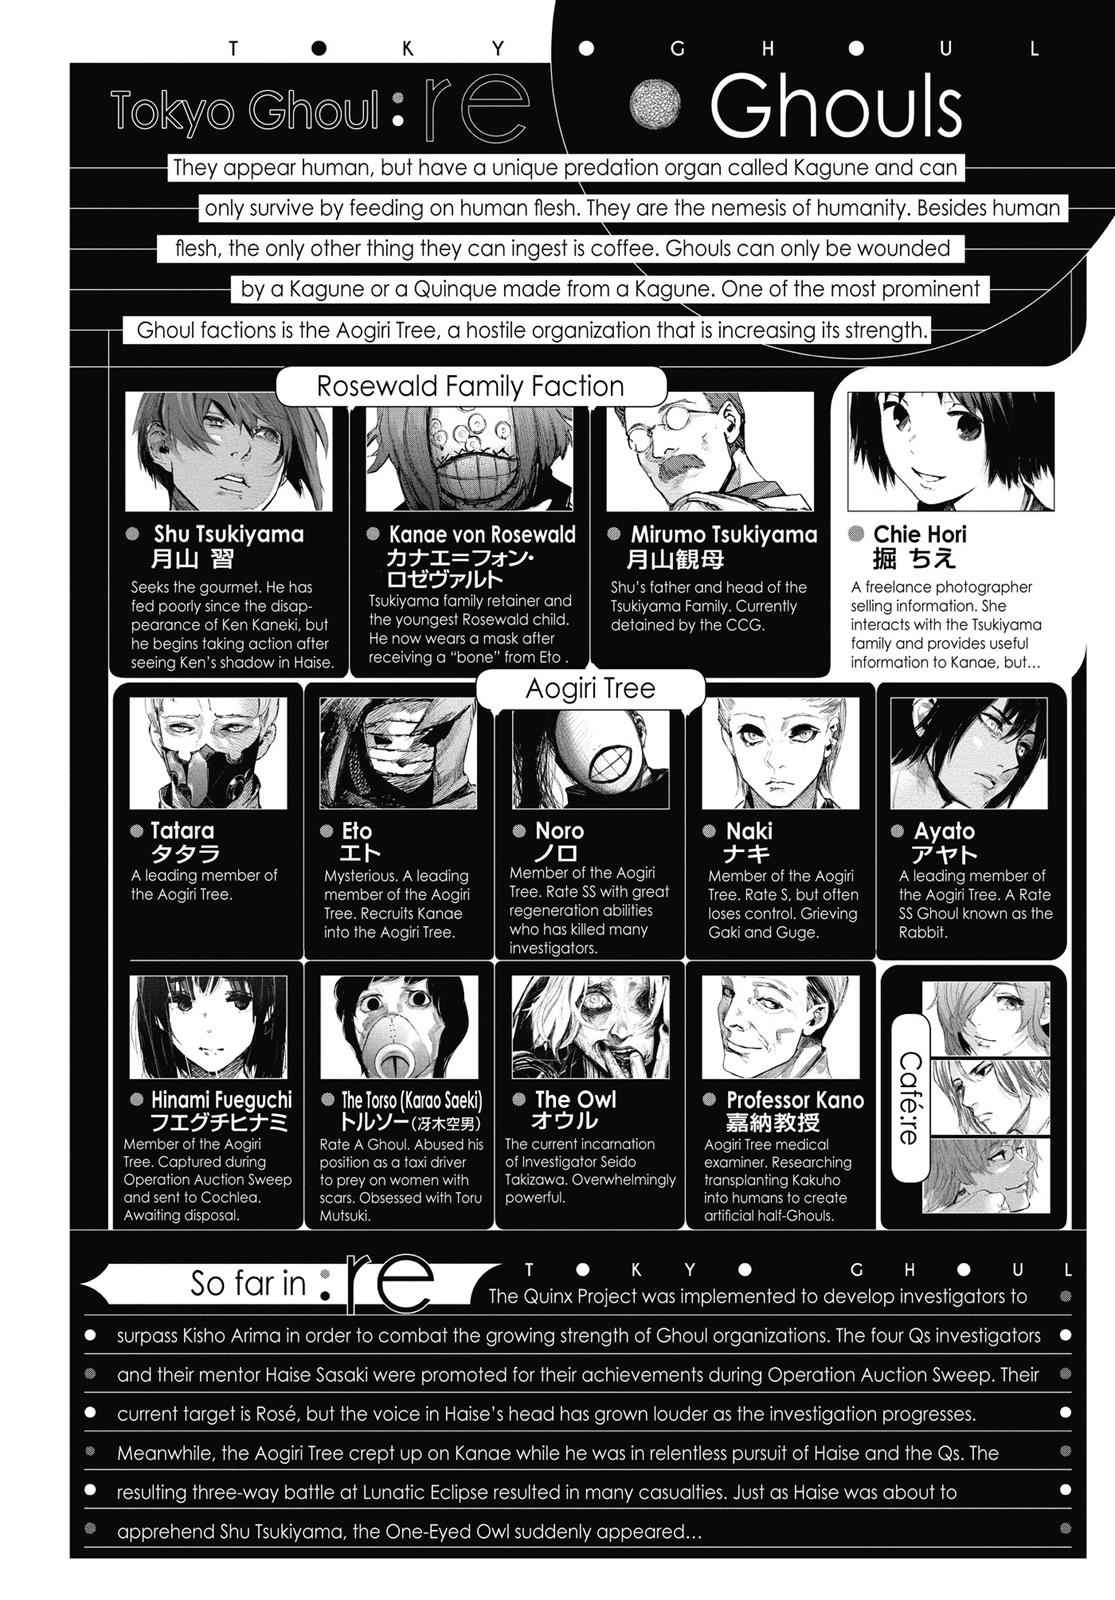 TOKYO GHOUL
Tokyo Ghoul:re
Ghouls
They appear human, but have a unique predation organ called Kagune and can
only survive by feeding on human flesh. They are the nemesis of humanity. Besides human
flesh, the only other thing they can ingest is coffee. Ghouls can only be wounded
by a Kagune or a Quinque made from a Kagune. One of the most prominent
Ghoul factions is the Aogiri Tree, a hostile organization that is increasing its strength.
Rosewald Family Faction
Shu Tsukiyama
月山 習
Seeks the gourmet. He has
fed poorly since the disap-
pearance of Ken Kaneki, but
he begins taking action after
seeing Ken's shadow in Haise.
Kanae von Rosewald
カナエ=フォン・
ロゼヴァルト
Tsukiyama family retainer and
the youngest Rosewald child.
He now wears a mask after
receiving a “bone” from Eto .
Mirumo Tsukiyama
月山観母
Shu's father and head of the
Tsukiyama Family. Currently
detained by the CCG.
Chie Hori
掘 ちえ
A freelance photographer
selling information. She
interacts with the Tsukiyama
family and provides useful
information to Kanae, but...
Aogiri Tree
Tatara
タタラ
A leading member of
the Aogiri Tree.
Eto
エト
Mysterious. A leading
member of the Aogiri
Tree. Recruits Kanae
into the Aogiri Tree.
Noro
ノロ
Member of the Aogiri
Tree. Rate SS with great
regeneration abilities
who has killed many
investigators.
Naki
ナキ
Member of the Aogiri
Tree. Rate S, but often
loses control. Grieving
Gaki and Guge.
Ayato
アヤト
A leading member of
the Aogiri Tree. A Rate
SS Ghoul known as the
Rabbit.
Hinami Fueguchi
フエグチヒナミ
Member of the Aogiri
Tree. Captured during
Operation Auction Sweep
and sent to Cochlea.
Awaiting disposal.
The Torso (Karao Saeki)
トルソー(冴木空男)
Rate A Ghoul. Abused his
position as a taxi driver
to prey on women with
scars. Obsessed with Toru
Mutsuki.
The Owl
オウル
The current incarnation
of Investigator Seido
Takizawa. Overwhelmingly
powerful.
Professor Kano
嘉納教授
Aogiri Tree medical
examiner. Researching
transplanting Kakuho
into humans to create
artificial half-Ghouls.
Café:re
So far in :re
TOKYO GHOUL
The Quinx Project was implemented to develop investigators to
surpass Kisho Arima in order to combat the growing strength of Ghoul organizations. The four Qs investigators
and their mentor Haise Sasaki were promoted for their achievements during Operation Auction Sweep. Their
current target is Rosé, but the voice in Haise's head has grown louder as the investigation progresses.
Meanwhile, the Aogiri Tree crept up on Kanae while he was in relentless pursuit of Haise and the Qs. The
resulting three-way battle at Lunatic Eclipse resulted in many casualties. Just as Haise was about to
apprehend Shu Tsukiyama, the One-Eyed Owl suddenly appeared...